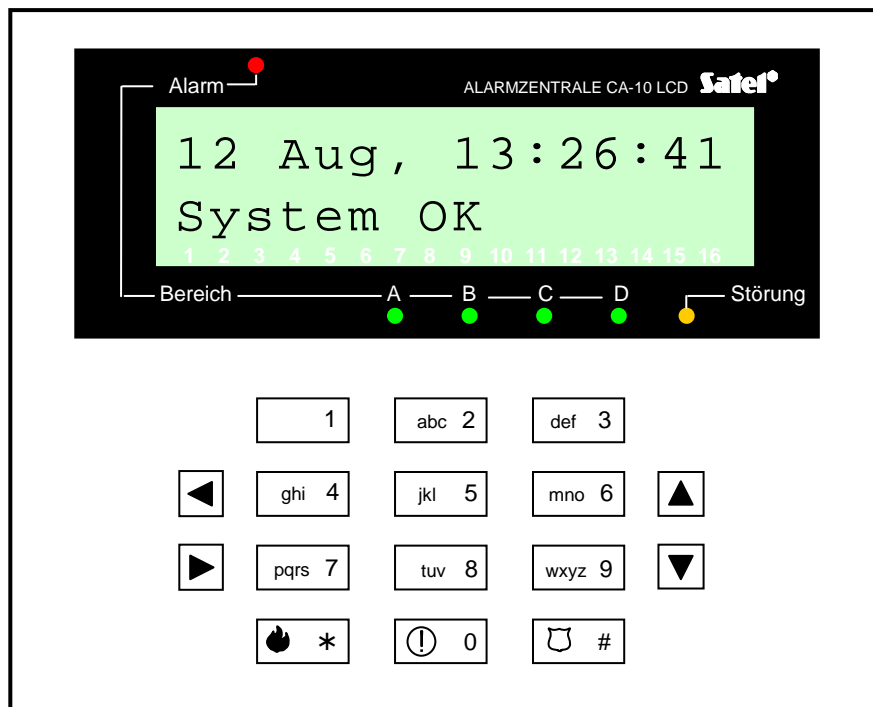 Alarm
ALARMZENTRALE CA-10 LCD Satel
12 Aug, 13:26:41
System OK
1 2 3 4 5 6 7 8 9 10 11 12 13 14 15 16
Bereich A B C D Störung
1 abc 2 def 3
ghi 4 jkl 5 mno 6
pqrs 7 tuv 8 wxyz 9
* 0 #